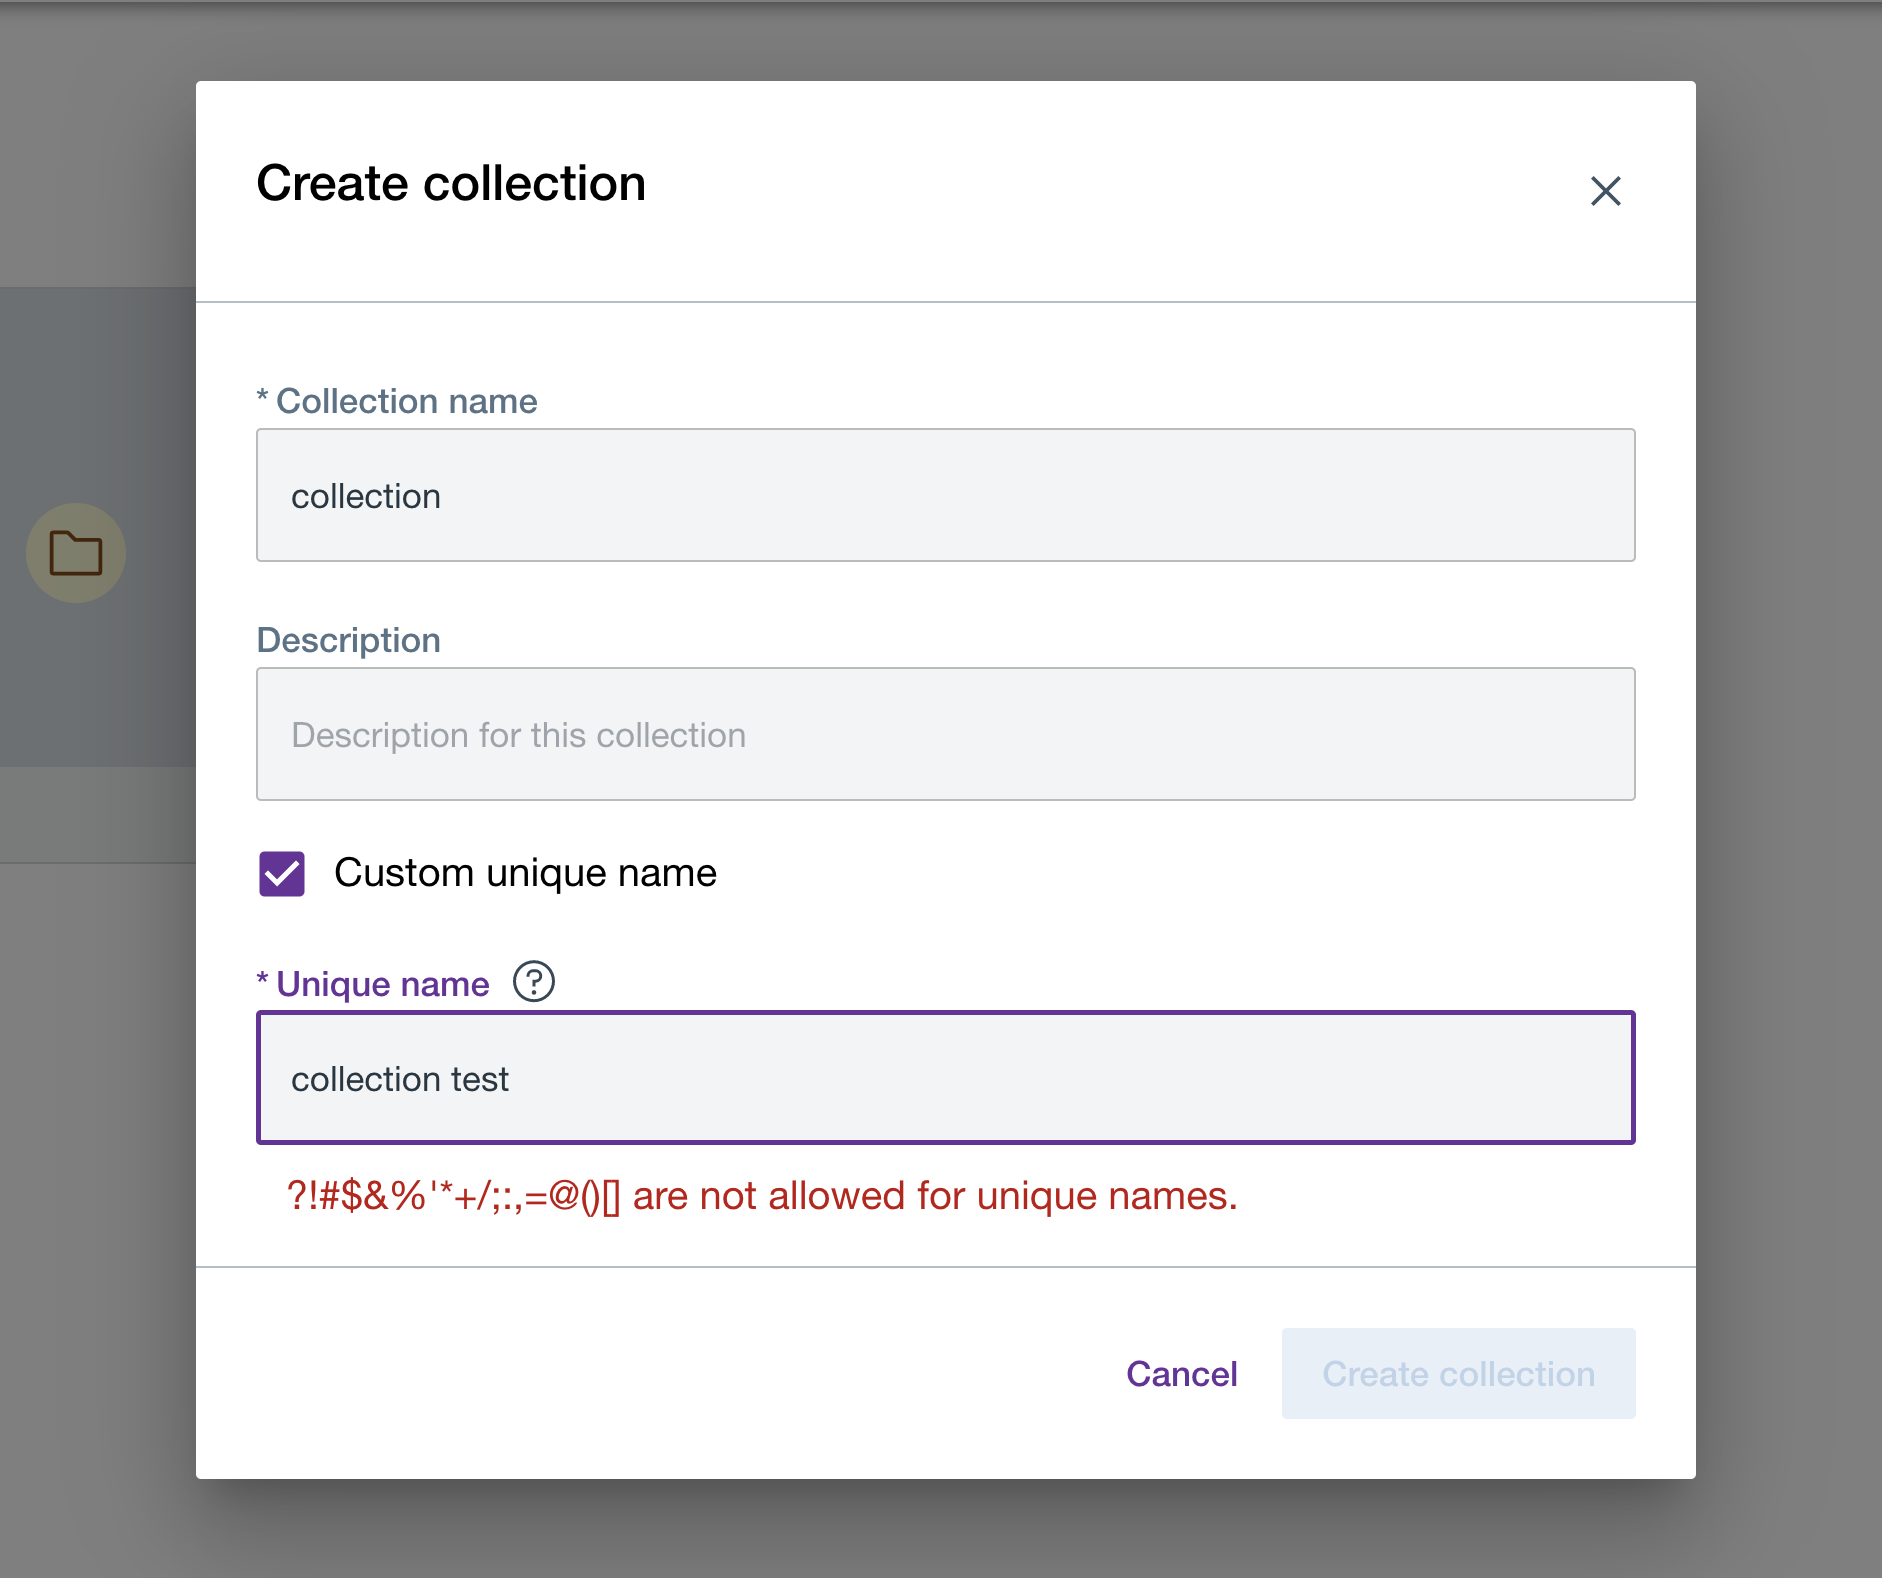 Create collection
* Collection name
collection
Description
Description for this collection
Custom unique name
* Unique name ?
collection test
?!#$&%'*+/;:,=@()[] are not allowed for unique names.
Cancel Create collection